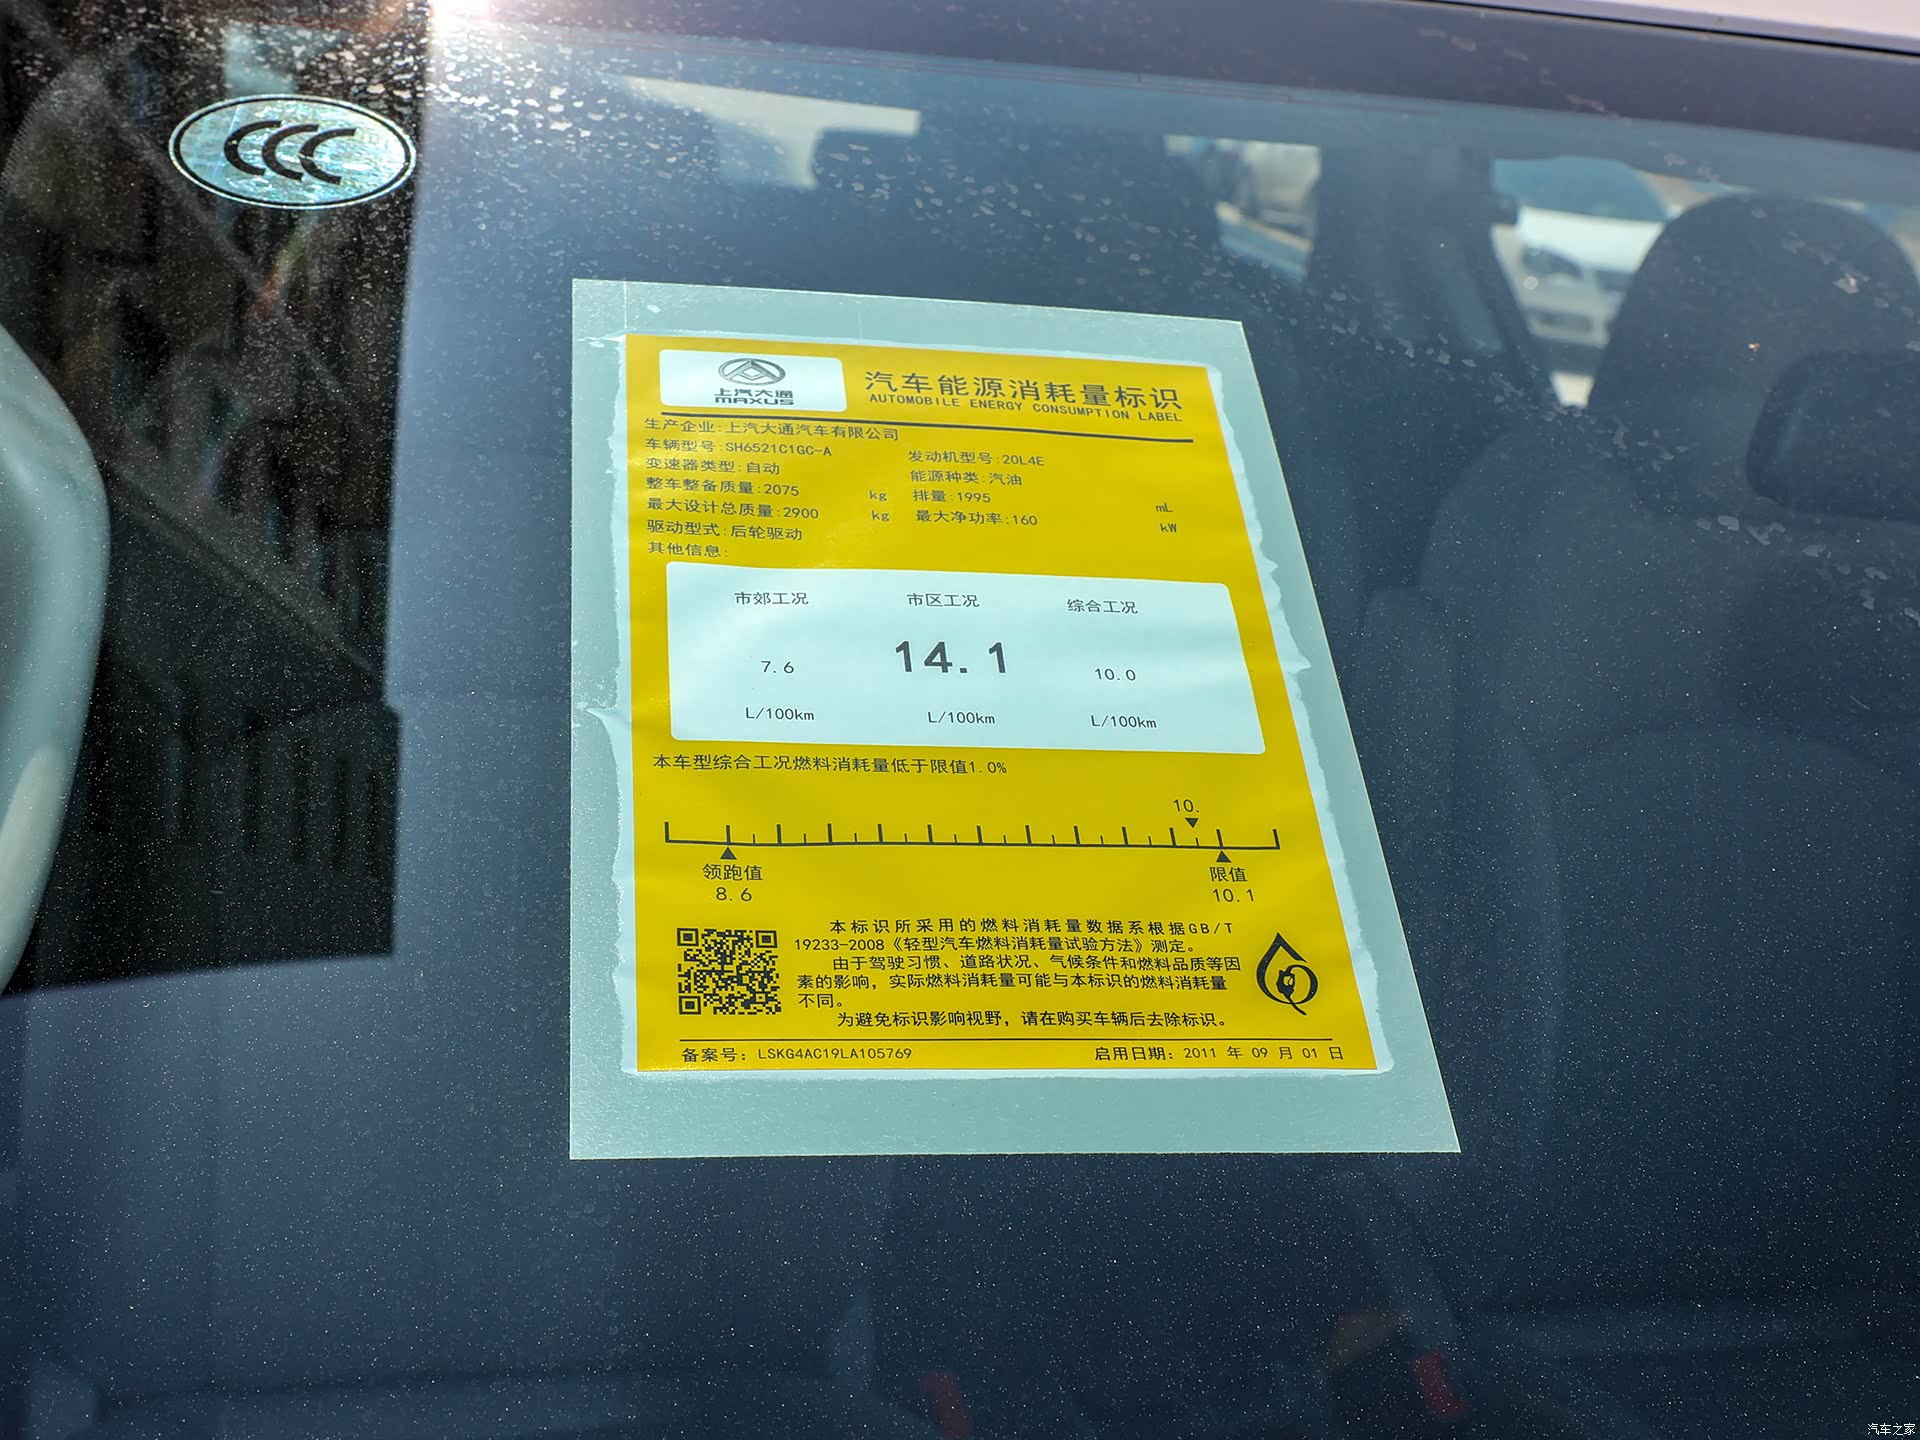 CCC
上汽大通
MAXUS
汽车能源消耗量标识
AUTOMOBILE ENERGY CONSUMPTION LABEL
生产企业:上汽大通汽车有限公司
车辆型号:SH6521C1GC-A 发动机型号:20L4E
变速器类型:自动 能源种类:汽油
整车整备质量:2075 kg 排量:1995 mL
最大设计总质量:2900 kg 最大净功率:160 kW
驱动型式:后轮驱动
其他信息:
市郊工况 市区工况 综合工况
7.6 14.1 10.0
L/100km L/100km L/100km
本车型综合工况燃料消耗量低于限值1.0%
10.
领跑值 限值
8.6 10.1
本标识所采用的燃料消耗量数据系根据GB/T
19233-2008《轻型汽车燃料消耗量试验方法》测定。
由于驾驶习惯、道路状况、气候条件和燃料品质等因
素的影响，实际燃料消耗量可能与本标识的燃料消耗量
不同。
为避免标识影响视野，请在购买车辆后去除标识。
备案号：LSKG4AC19LA105769 启用日期：2011 年 09 月 01 日
汽车之家